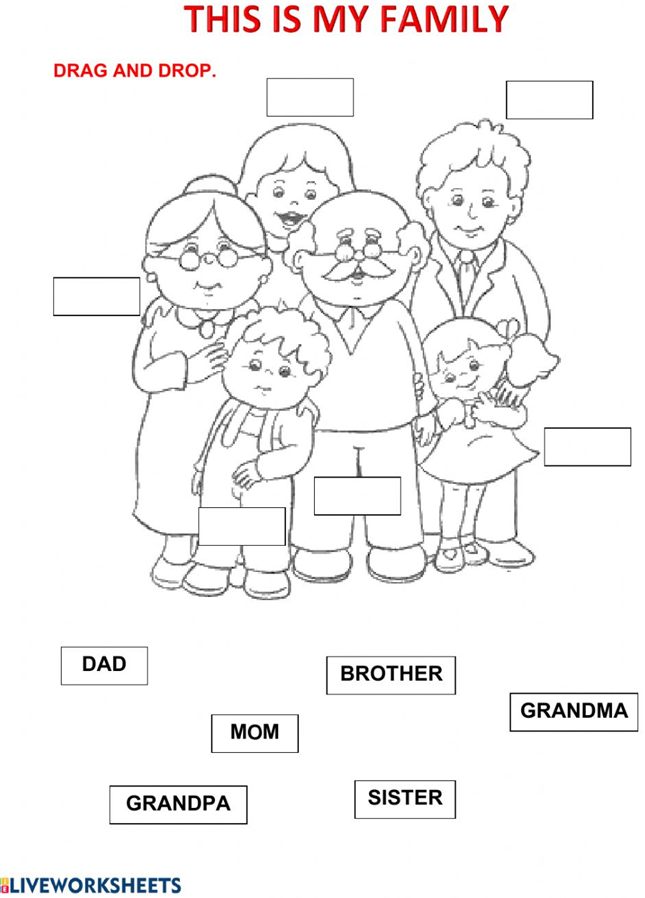 THIS IS MY FAMILY
DRAG AND DROP.
DAD
BROTHER
GRANDMA
MOM
GRANDPA
SISTER
LIVEWORKSHEETS